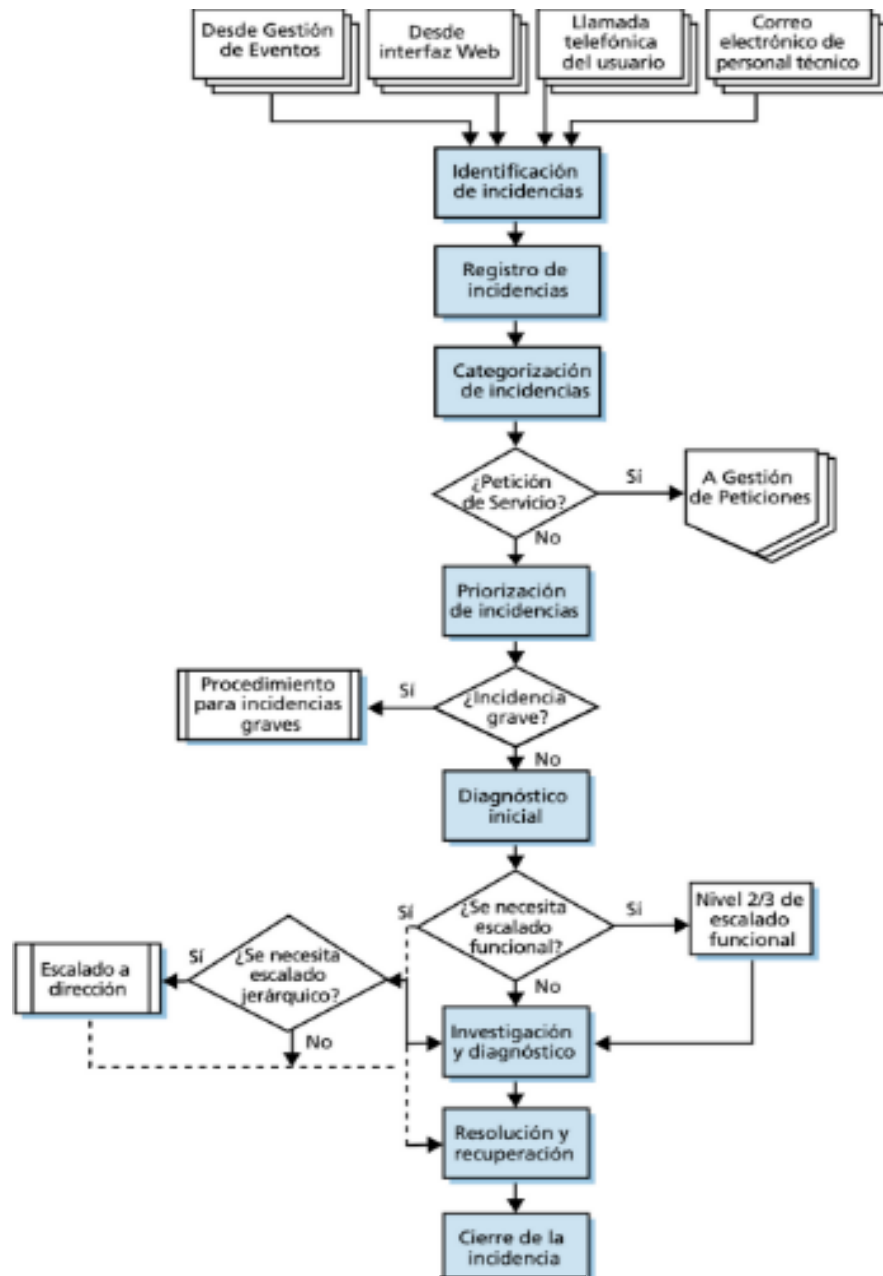 Desde Gestión
de Eventos
Desde
interfaz Web
Llamada
telefónica
del usuario
Correo
electrónico de
personal técnico
Identificación
de incidencias
Registro de
incidencias
Categorización
de incidencias
¿Petición
de Servicio?
Sí
A Gestión
de Peticiones
No
Priorización
de incidencias
¿Incidencia
grave?
Sí
Procedimiento
para incidencias
graves
No
Diagnóstico
inicial
¿Se necesita
escalado
funcional?
Sí
Sí
Nivel 2/3 de
escalado
funcional
No
¿Se necesita
escalado
jerárquico?
Sí
Escalado a
dirección
No
Investigación
y diagnóstico
Resolución y
recuperación
Cierre de la
incidencia